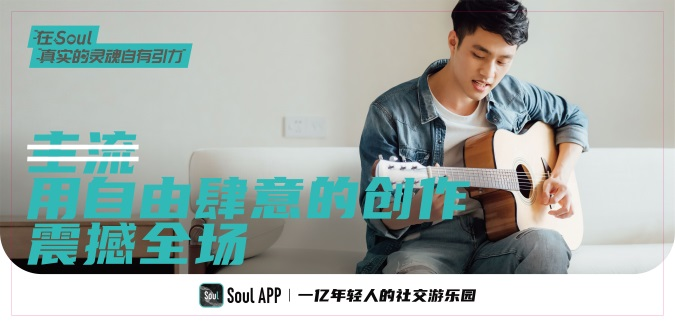 在Soul
真实的灵魂自有引力
主流
用自由肆意的创作
震撼全场
Soul
Soul APP | 一亿年轻人的社交游乐园